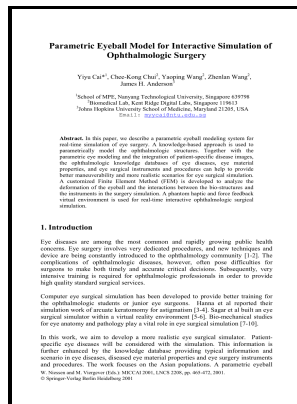 Parametric Eyeball Model for Interactive Simulation of
Ophthalmologic Surgery
Yiyu Cai*¹, Chee-Kong Chui², Yaoping Wang², Zhenlan Wang²,
James H. Anderson³
¹School of MPE, Nanyang Technological University, Singapore 639798
²Biomedical Lab, Kent Ridge Digital Labs, Singapore 119613
³Johns Hopkins University School of Medicine, Maryland 21205, USA
Email: myycai@ntu.edu.sg
Abstract. In this paper, we describe a parametric eyeball modeling system for
real-time simulation of eye surgery. A knowledge-based approach is used to
parametrically model the ophthalmologic structures. Together with the
parametric eye modeling and the integration of patient-specific disease images,
the ophthalmologic knowledge databases of eyes diseases, eye material
properties, and eye surgical instruments and procedures can help to provide
better maneuverability and more realistic scenarios for eye surgical simulation.
A customized Finite Element Method (FEM) is developed to analyze the
deformation of the eyeball and the interactions between the bio-structures and
the instruments in the surgery simulation. A phantom haptic and force feedback
virtual environment is used for real-time interactive ophthalmologic surgical
simulation.
1. Introduction
Eye diseases are among the most common and rapidly growing public health
concerns. Eye surgery involves very dedicated procedures, and new techniques and
device are being constantly introduced to the ophthalmology community [1-2]. The
complications of ophthalmic diseases, however, often pose difficulties for
surgeons to make both timely and accurate critical decisions. Subsequently, very
intensive training is required for ophthalmologic professionals in order to provide
high quality standard surgical services.
Computer eye surgical simulation has been developed to provide better training for
the ophthalmologic students or junior eye surgeons. Hanna et al reported their
simulation work of arcuate keratonomy for astigmatism [3-4]. Sagar et al built an eye
surgical simulator within virtual reality environment [5-6]. Bio-mechanical studies
for eye anatomy and pathology play a vital role in eye surgical simulation [7-10].
In this work, we aim to develop a more realistic eye surgical simulator. Patient-
specific eye diseases will be considered with the simulation. This information is
further enhanced by the knowledge database providing typical information and
scenario in eye diseases, diseased eye material properties and eye surgery instruments
and procedures. The work focuses on the Asian populations. A parametric eyeball
W. Niessen and M. Viergever (Eds.): MICCAI 2001, LNCS 2208, pp. 465-472, 2001.
© Springer-Verlag Berlin Heidelberg 2001